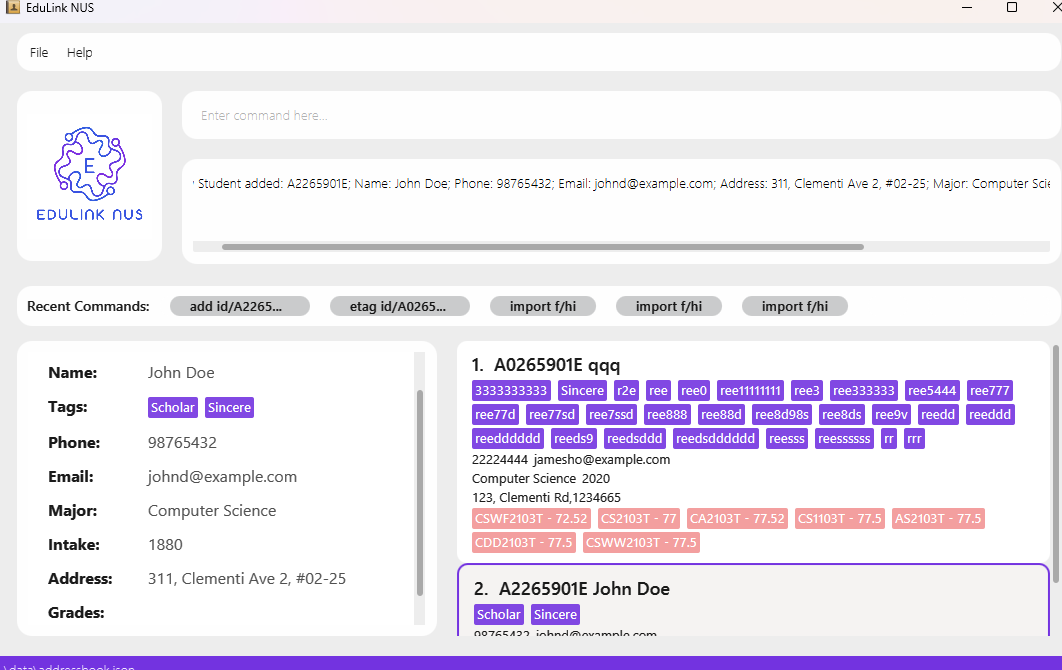 EduLink NUS
File Help
Enter command here...
E
EDULINK NUS
Student added: A2265901E; Name: John Doe; Phone: 98765432; Email: johnd@example.com; Address: 311, Clementi Ave 2, #02-25; Major: Computer Scie
Recent Commands: add id/A2265... etag id/A0265... import f/hi import f/hi import f/hi
Name: John Doe
Tags: Scholar Sincere
Phone: 98765432
Email: johnd@example.com
Major: Computer Science
Intake: 1880
Address: 311, Clementi Ave 2, #02-25
Grades:
1. A0265901E qqq
3333333333 Sincere r2e ree ree0 ree11111111 ree3 ree333333 ree5444 ree777
ree77d ree77sd ree7ssd ree888 ree88d ree8d98s ree8ds ree9v reedd reeddd
reedddddd reeds9 reedsddd reedsdddddd reesss reessssss rr rrr
22224444 jamesho@example.com
Computer Science 2020
123, Clementi Rd,1234665
CSWF2103T - 72.52 CS2103T - 77 CA2103T - 77.52 CS1103T - 77.5 AS2103T - 77.5
CDD2103T - 77.5 CSWW2103T - 77.5
2. A2265901E John Doe
Scholar Sincere
98765432 johnd@example.com
\data\addressbook.json